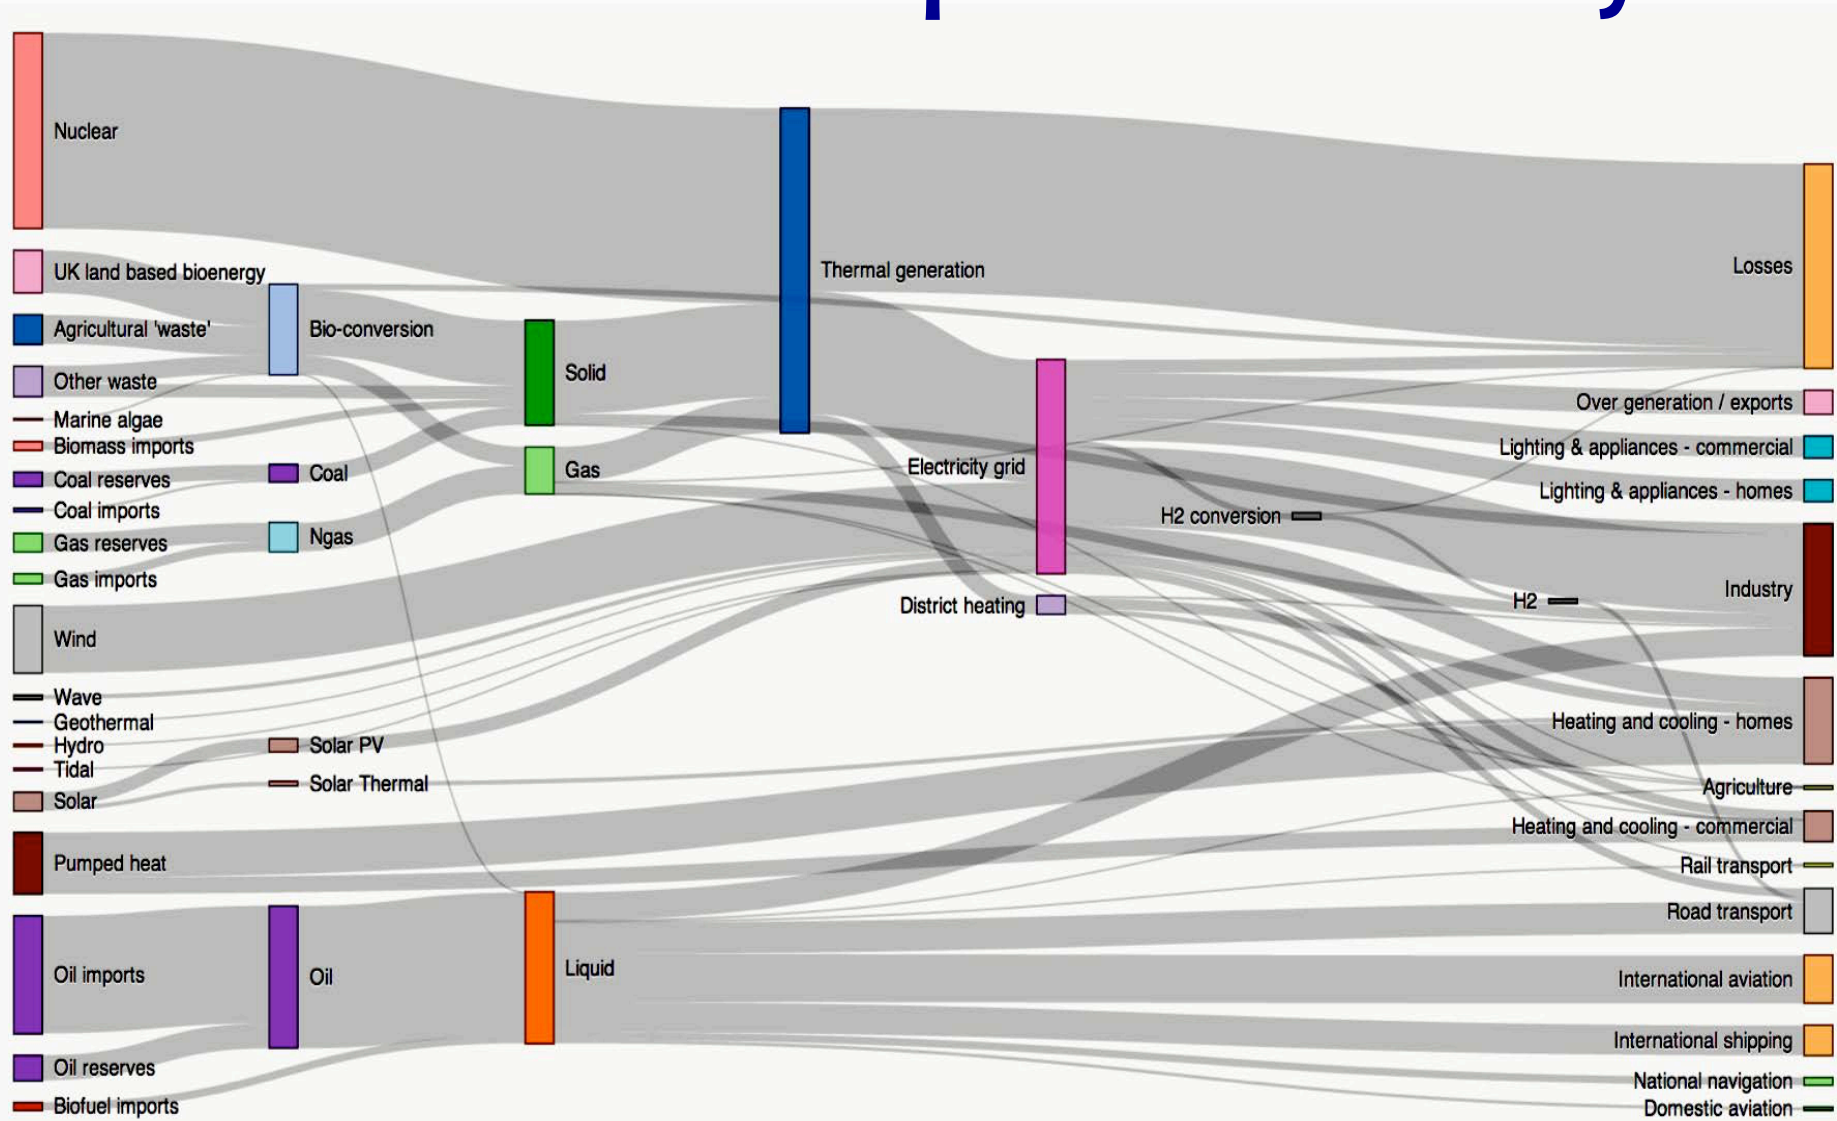 Nuclear
Thermal generation
Losses
UK land based bioenergy
Agricultural 'waste'
Bio-conversion
Other waste
Solid
Over generation / exports
Marine algae
Biomass imports
Lighting & appliances - commercial
Coal reserves
Coal
Gas
Electricity grid
Lighting & appliances - homes
Coal imports
H2 conversion
Gas reserves
Ngas
Gas imports
Industry
District heating
H2
Wind
Wave
Geothermal
Heating and cooling - homes
Hydro
Solar PV
Tidal
Solar Thermal
Agriculture
Solar
Heating and cooling - commercial
Pumped heat
Rail transport
Road transport
Oil imports
Oil
Liquid
International aviation
International shipping
Oil reserves
National navigation
Biofuel imports
Domestic aviation